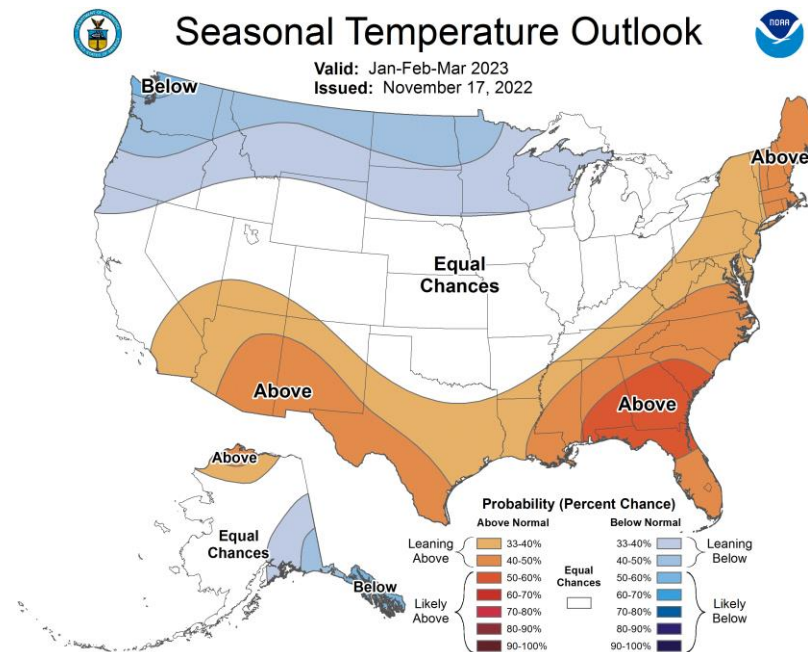 Seasonal Temperature Outlook
NOAA
Valid: Jan-Feb-Mar 2023
Issued: November 17, 2022
Below
Above
Equal
Chances
Above
Above
Above
Equal
Chances
Below
Probability (Percent Chance)
Above Normal
Below Normal
Leaning
Above
33-40%
40-50%
50-60%
60-70%
70-80%
80-90%
90-100%
Likely
Above
Equal
Chances
33-40%
40-50%
50-60%
60-70%
70-80%
80-90%
90-100%
Leaning
Below
Likely
Below